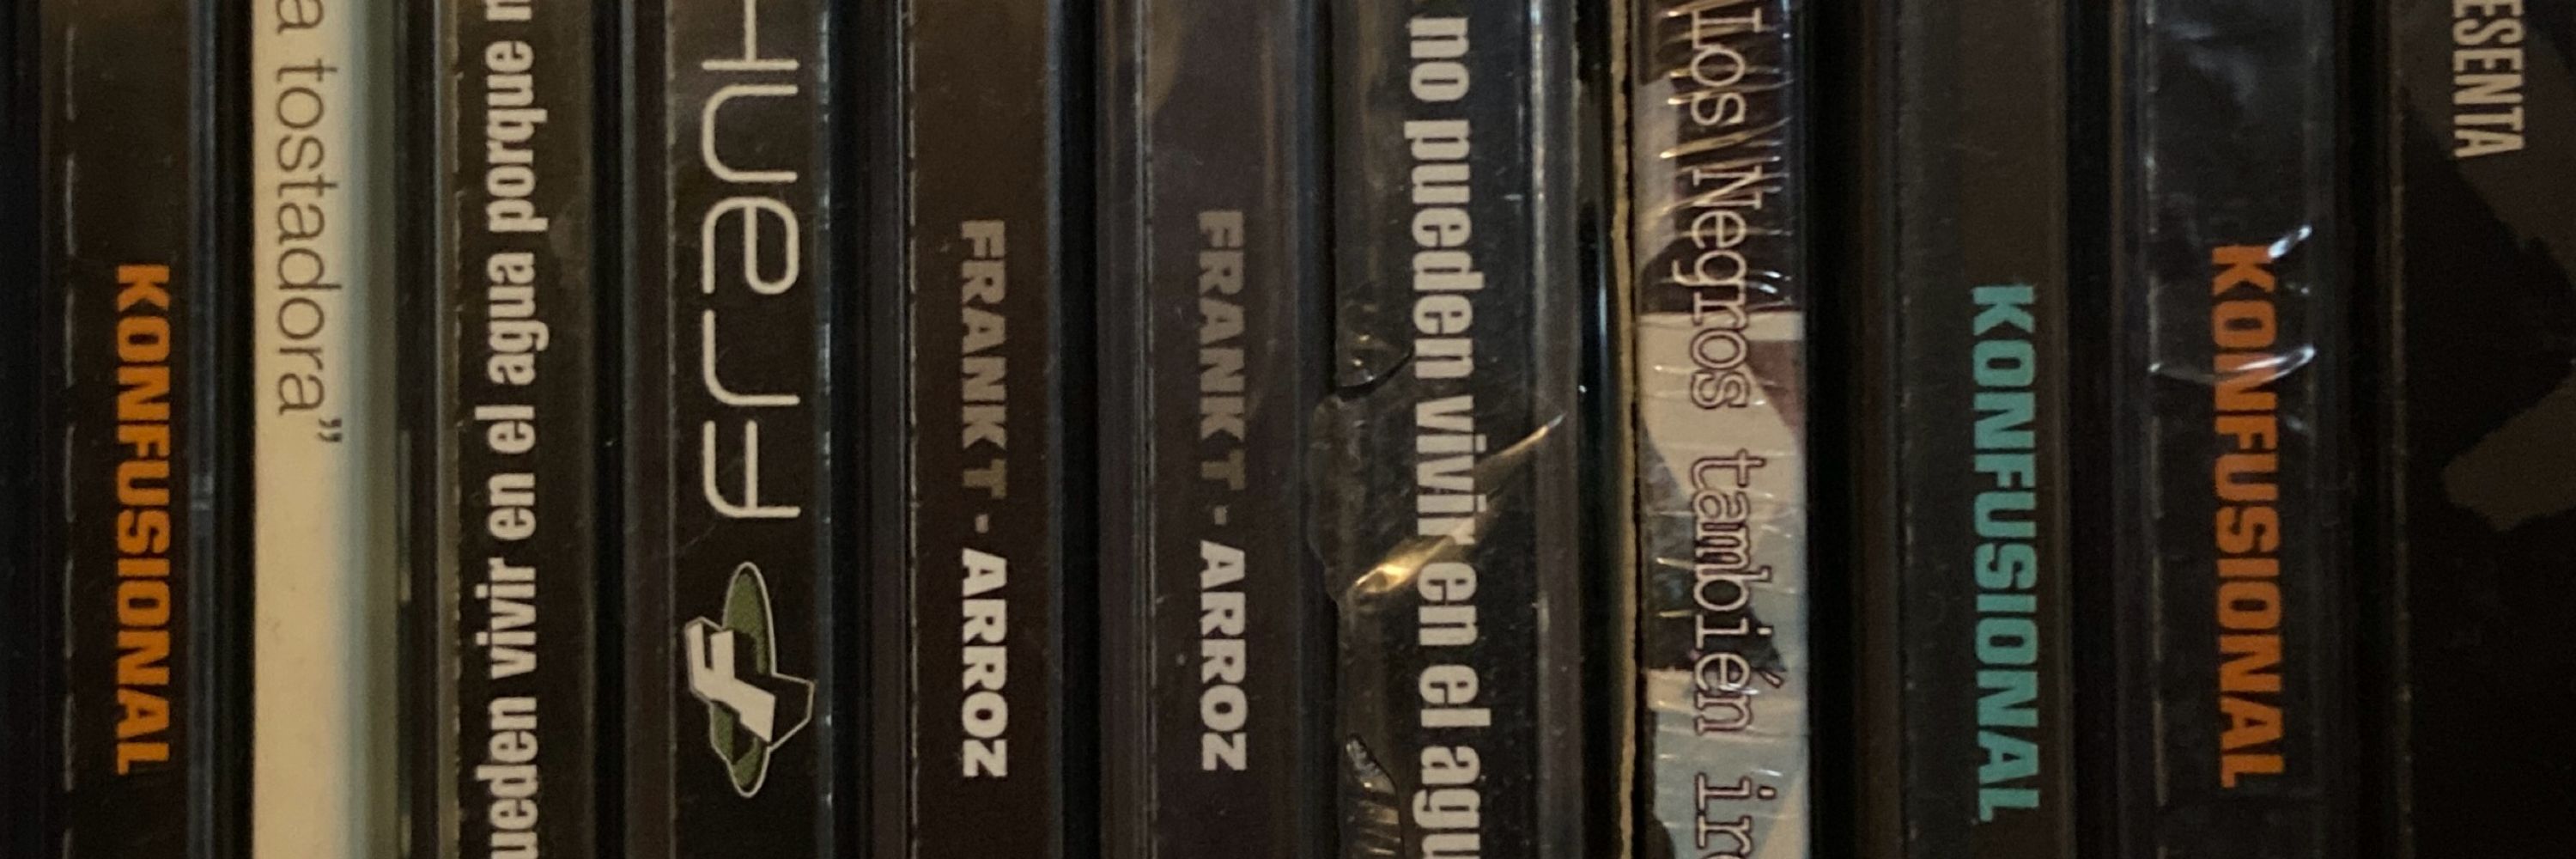 KONFUSIONAL
a tostadora”
ueden vivir en el agua porque
HUeJJY
F
FRANK T - ARROZ
FRANK T - ARROZ
no pueden vivir en el agu
Los Negros también ir
KONFUSIONAL
KONFUSIONAL
ESENTA